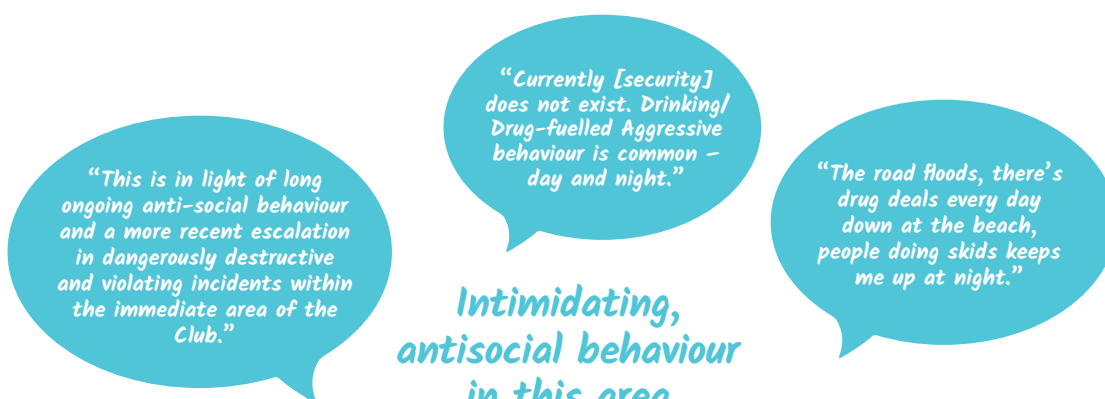 “This is in light of long
ongoing anti-social behaviour
and a more recent escalation
in dangerously destructive
and violating incidents within
the immediate area of the
Club.”
“Currently [security]
does not exist. Drinking/
Drug-fuelled Aggressive
behaviour is common –
day and night.”
“The road floods, there’s
drug deals every day
down at the beach,
people doing skids keeps
me up at night.”
Intimidating,
antisocial behaviour
in this area